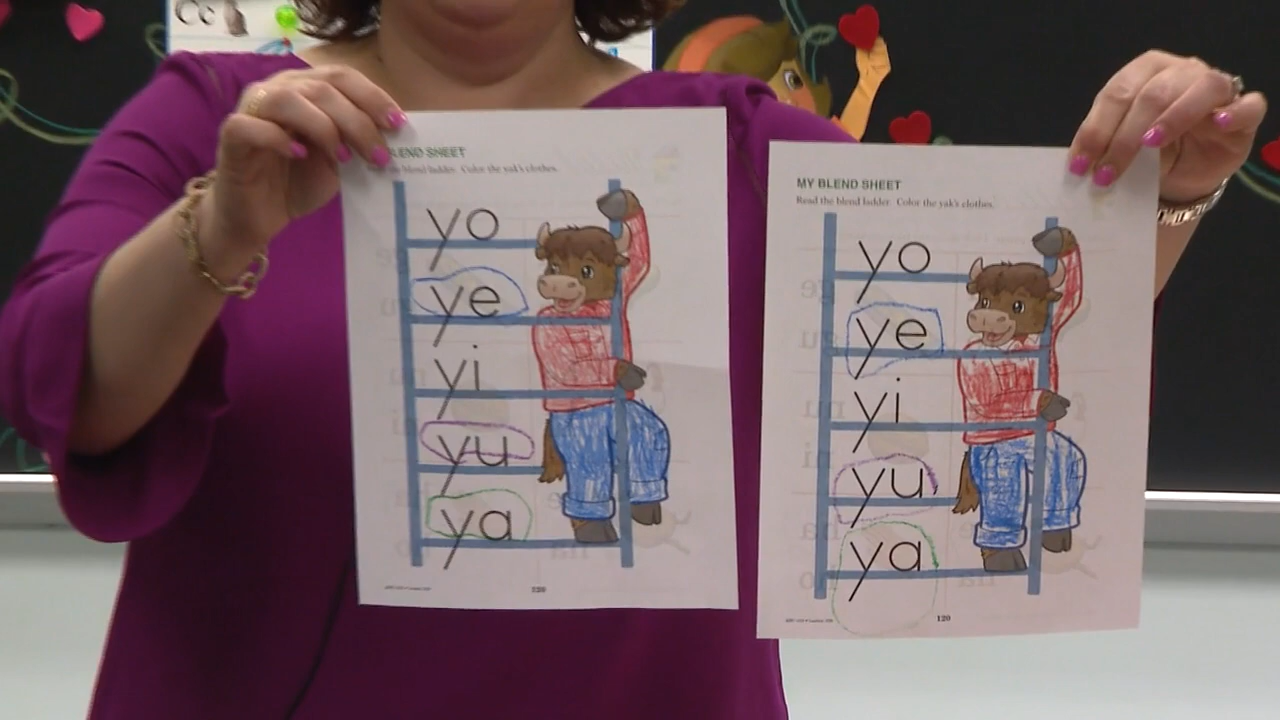 Cc
BLEND SHEET
the blend ladder. Color the yak's clothes.
yo
ye
yi
yu
ya
120
MY BLEND SHEET
Read the blend ladder. Color the yak's clothes.
yo
ye
yi
yu
ya
120